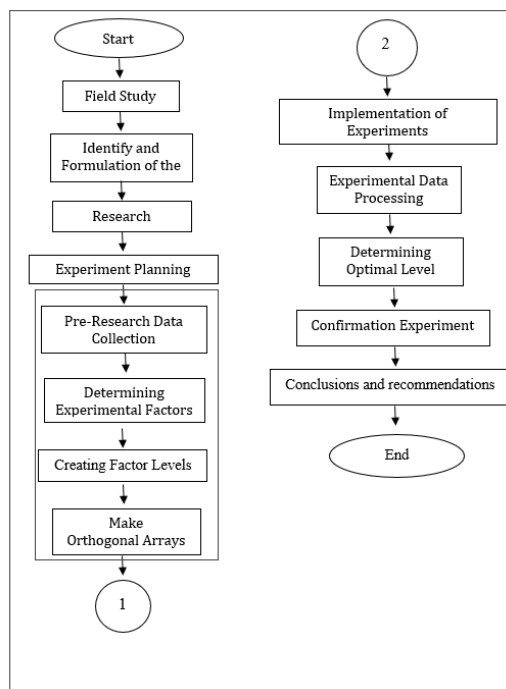 Start
Field Study
Identify and
Formulation of the
Research
Experiment Planning
Pre-Research Data
Collection
Determining
Experimental Factors
Creating Factor Levels
Make
Orthogonal Arrays
1
2
Implementation of
Experiments
Experimental Data
Processing
Determining
Optimal Level
Confirmation Experiment
Conclusions and recommendations
End